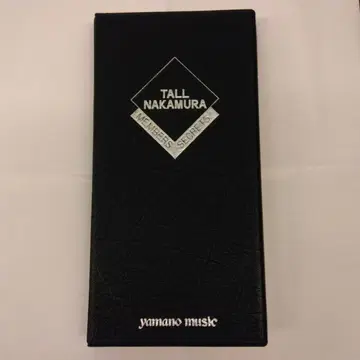 TALL
NAKAMURA
MEMBERS SECRETS
yamano music